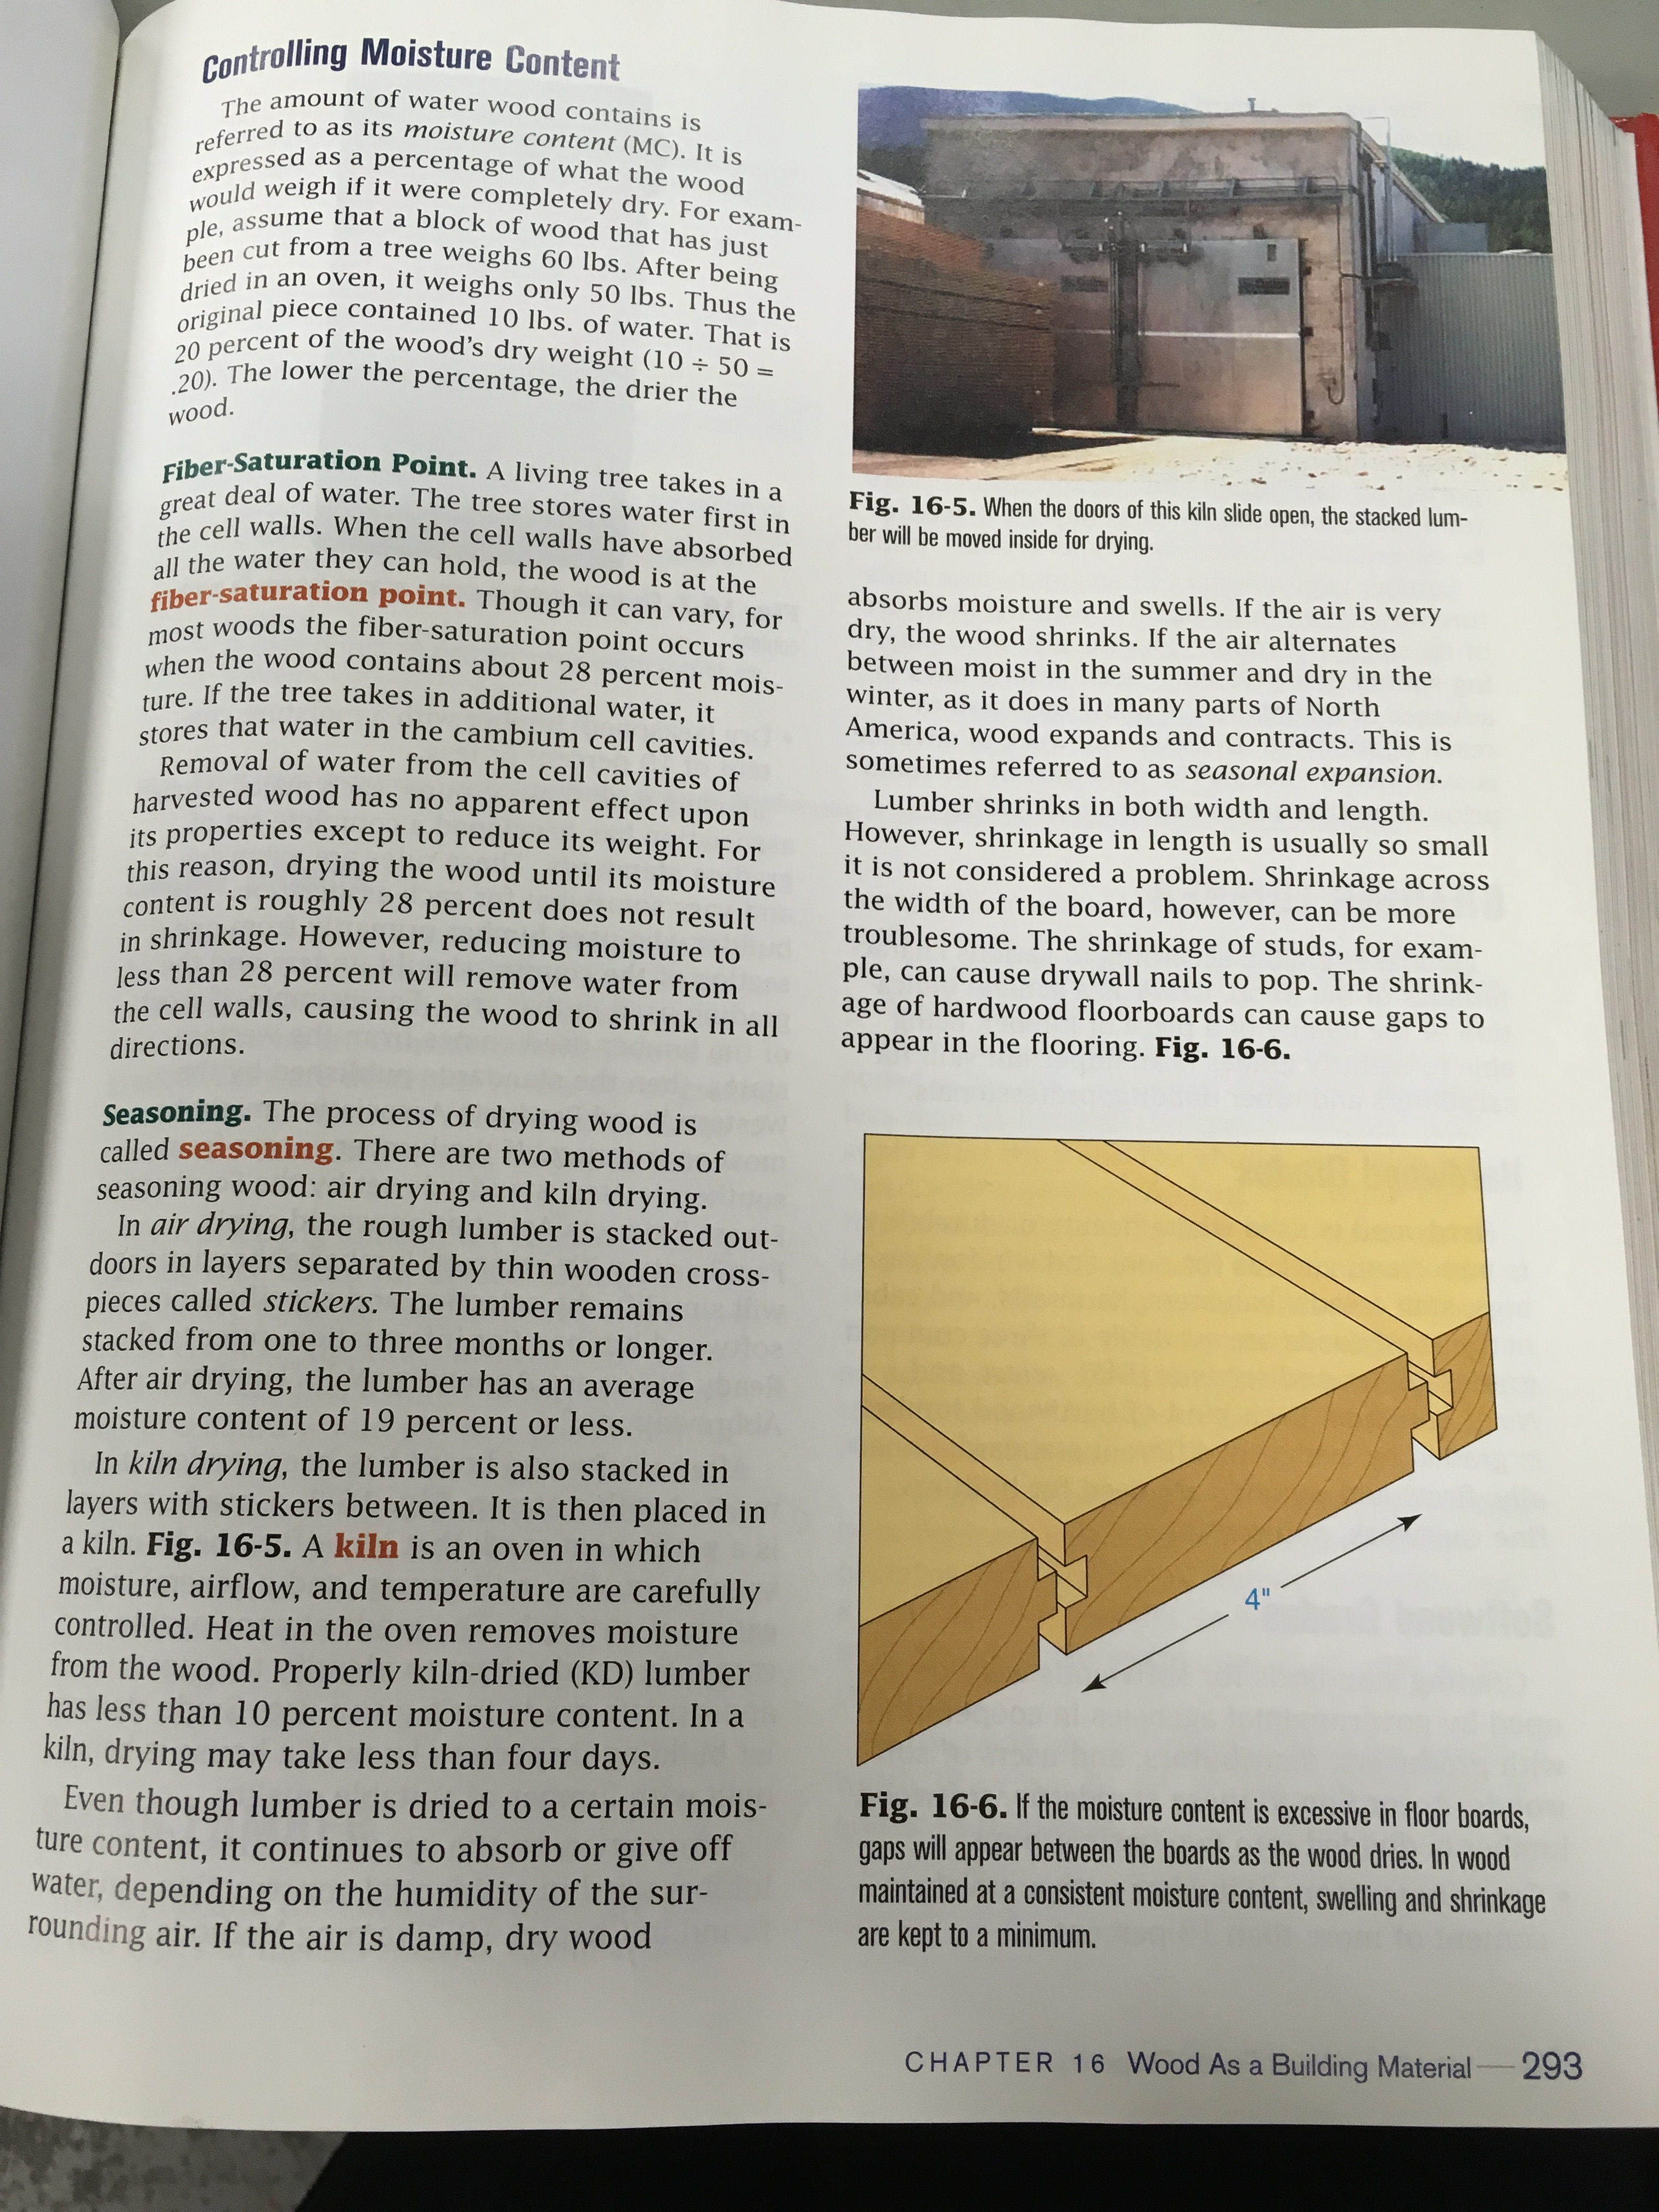 Controlling Moisture Content
The amount of water wood contains is
referred to as its moisture content (MC). It is
expressed as a percentage of what the wood
would weigh if it were completely dry. For exam-
ple, assume that a block of wood that has just
been cut from a tree weighs 60 lbs. After being
dried in an oven, it weighs only 50 lbs. Thus the
original piece contained 10 lbs. of water. That is
20 percent of the wood's dry weight (10 ÷ 50 =
.20). The lower the percentage, the drier the
wood.
Fiber-Saturation Point. A living tree takes in a
great deal of water. The tree stores water first in
the cell walls. When the cell walls have absorbed
all the water they can hold, the wood is at the
fiber-saturation point. Though it can vary, for
most woods the fiber-saturation point occurs
when the wood contains about 28 percent mois-
ture. If the tree takes in additional water, it
stores that water in the cambium cell cavities.
Removal of water from the cell cavities of
harvested wood has no apparent effect upon
its properties except to reduce its weight. For
this reason, drying the wood until its moisture
content is roughly 28 percent does not result
in shrinkage. However, reducing moisture to
less than 28 percent will remove water from
the cell walls, causing the wood to shrink in all
directions.
Seasoning. The process of drying wood is
called seasoning. There are two methods of
seasoning wood: air drying and kiln drying.
In air drying, the rough lumber is stacked out-
doors in layers separated by thin wooden cross-
pieces called stickers. The lumber remains
stacked from one to three months or longer.
After air drying, the lumber has an average
moisture content of 19 percent or less.
In kiln drying, the lumber is also stacked in
layers with stickers between. It is then placed in
a kiln. Fig. 16-5. A kiln is an oven in which
moisture, airflow, and temperature are carefully
controlled. Heat in the oven removes moisture
from the wood. Properly kiln-dried (KD) lumber
has less than 10 percent moisture content. In a
kiln, drying may take less than four days.
Even though lumber is dried to a certain mois-
ture content, it continues to absorb or give off
water, depending on the humidity of the sur-
rounding air. If the air is damp, dry wood
Fig. 16-5. When the doors of this kiln slide open, the stacked lum-
ber will be moved inside for drying.
absorbs moisture and swells. If the air is very
dry, the wood shrinks. If the air alternates
between moist in the summer and dry in the
winter, as it does in many parts of North
America, wood expands and contracts. This is
sometimes referred to as seasonal expansion.
Lumber shrinks in both width and length.
However, shrinkage in length is usually so small
it is not considered a problem. Shrinkage across
the width of the board, however, can be more
troublesome. The shrinkage of studs, for exam-
ple, can cause drywall nails to pop. The shrink-
age of hardwood floorboards can cause gaps to
appear in the flooring. Fig. 16-6.
4"
Fig. 16-6. If the moisture content is excessive in floor boards,
gaps will appear between the boards as the wood dries. In wood
maintained at a consistent moisture content, swelling and shrinkage
are kept to a minimum.
CHAPTER 16 Wood As a Building Material — 293